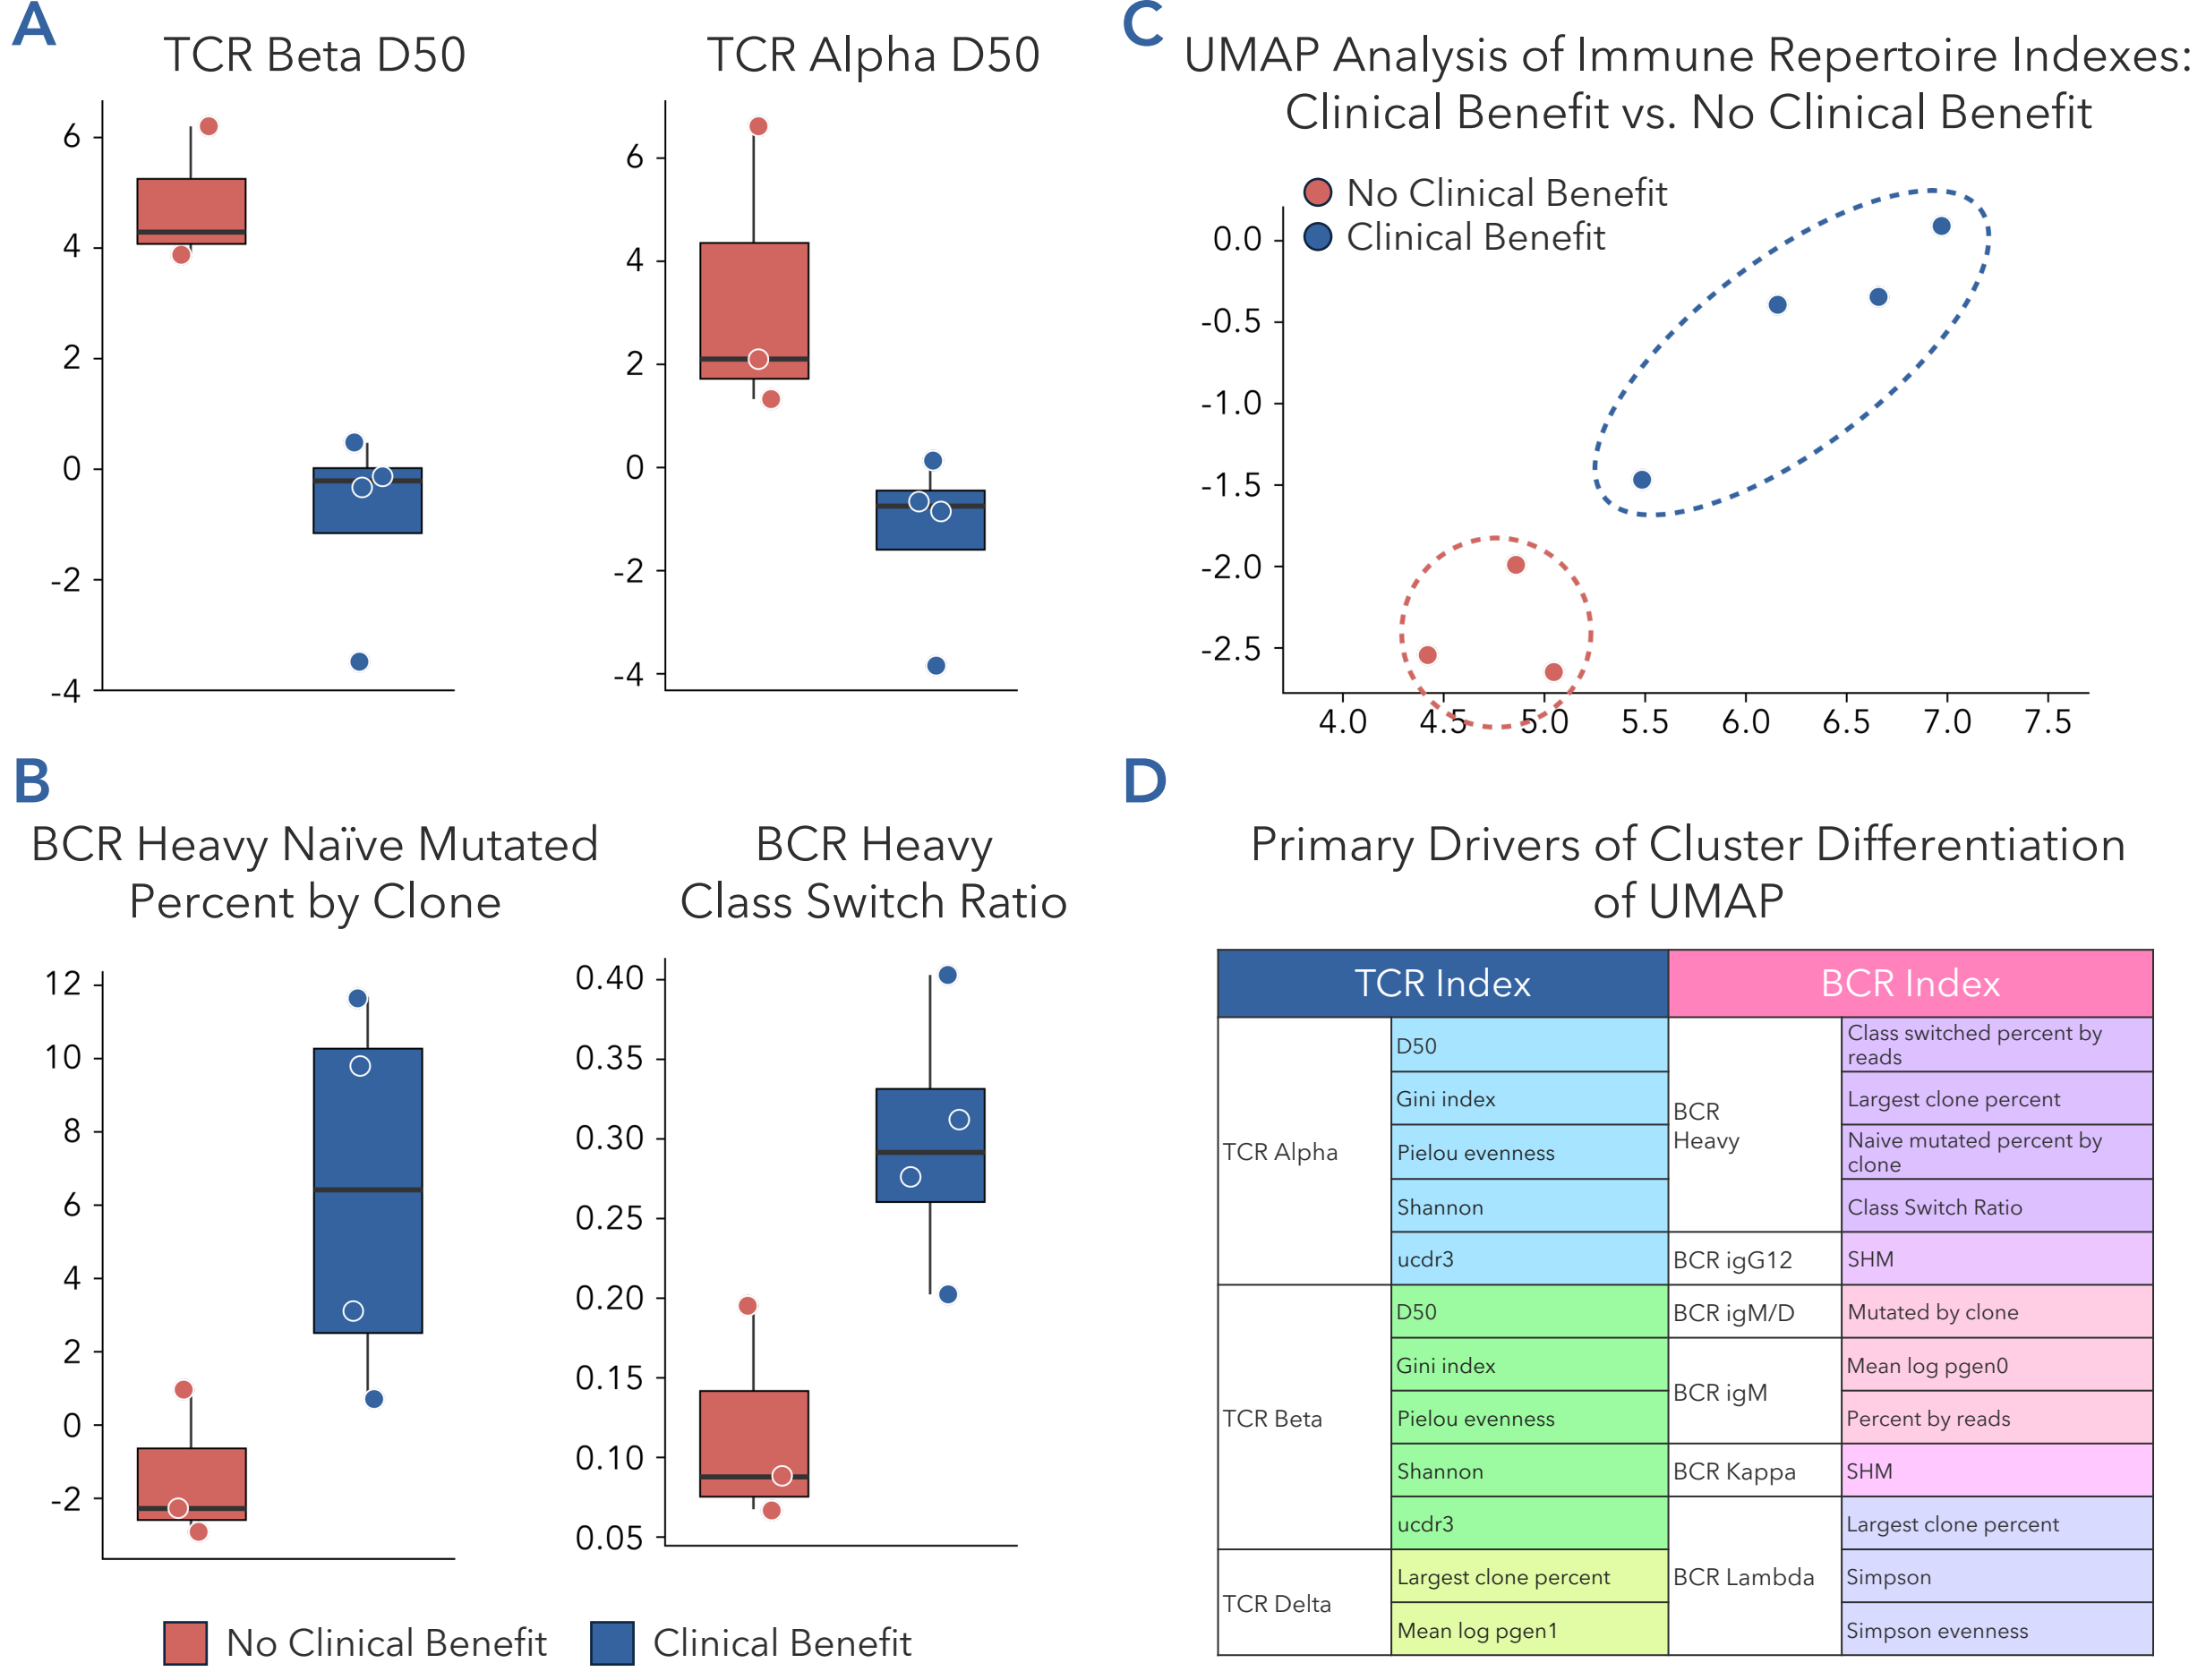 A
TCR Beta D50
6
4
2
0
-2
-4
TCR Alpha D50
6
4
2
0
-2
-4
B
BCR Heavy Naïve Mutated
Percent by Clone
12
10
8
6
4
2
0
-2
BCR Heavy
Class Switch Ratio
0.40
0.35
0.30
0.25
0.20
0.15
0.10
0.05
No Clinical Benefit
Clinical Benefit
C
UMAP Analysis of Immune Repertoire Indexes:
Clinical Benefit vs. No Clinical Benefit
No Clinical Benefit
Clinical Benefit
0.0
-0.5
-1.0
-1.5
-2.0
-2.5
4.0 4.5 5.0 5.5 6.0 6.5 7.0 7.5
D
Primary Drivers of Cluster Differentiation
of UMAP
TCR Index
TCR Alpha
D50
Gini index
Pielou evenness
Shannon
ucdr3
TCR Beta
D50
Gini index
Pielou evenness
Shannon
ucdr3
TCR Delta
Largest clone percent
Mean log pgen1
BCR Index
BCR
Heavy
Class switched percent by
reads
Largest clone percent
Naive mutated percent by
clone
Class Switch Ratio
BCR igG12
SHM
BCR igM/D
Mutated by clone
BCR igM
Mean log pgen0
Percent by reads
BCR Kappa
SHM
BCR Lambda
Largest clone percent
Simpson
Simpson evenness